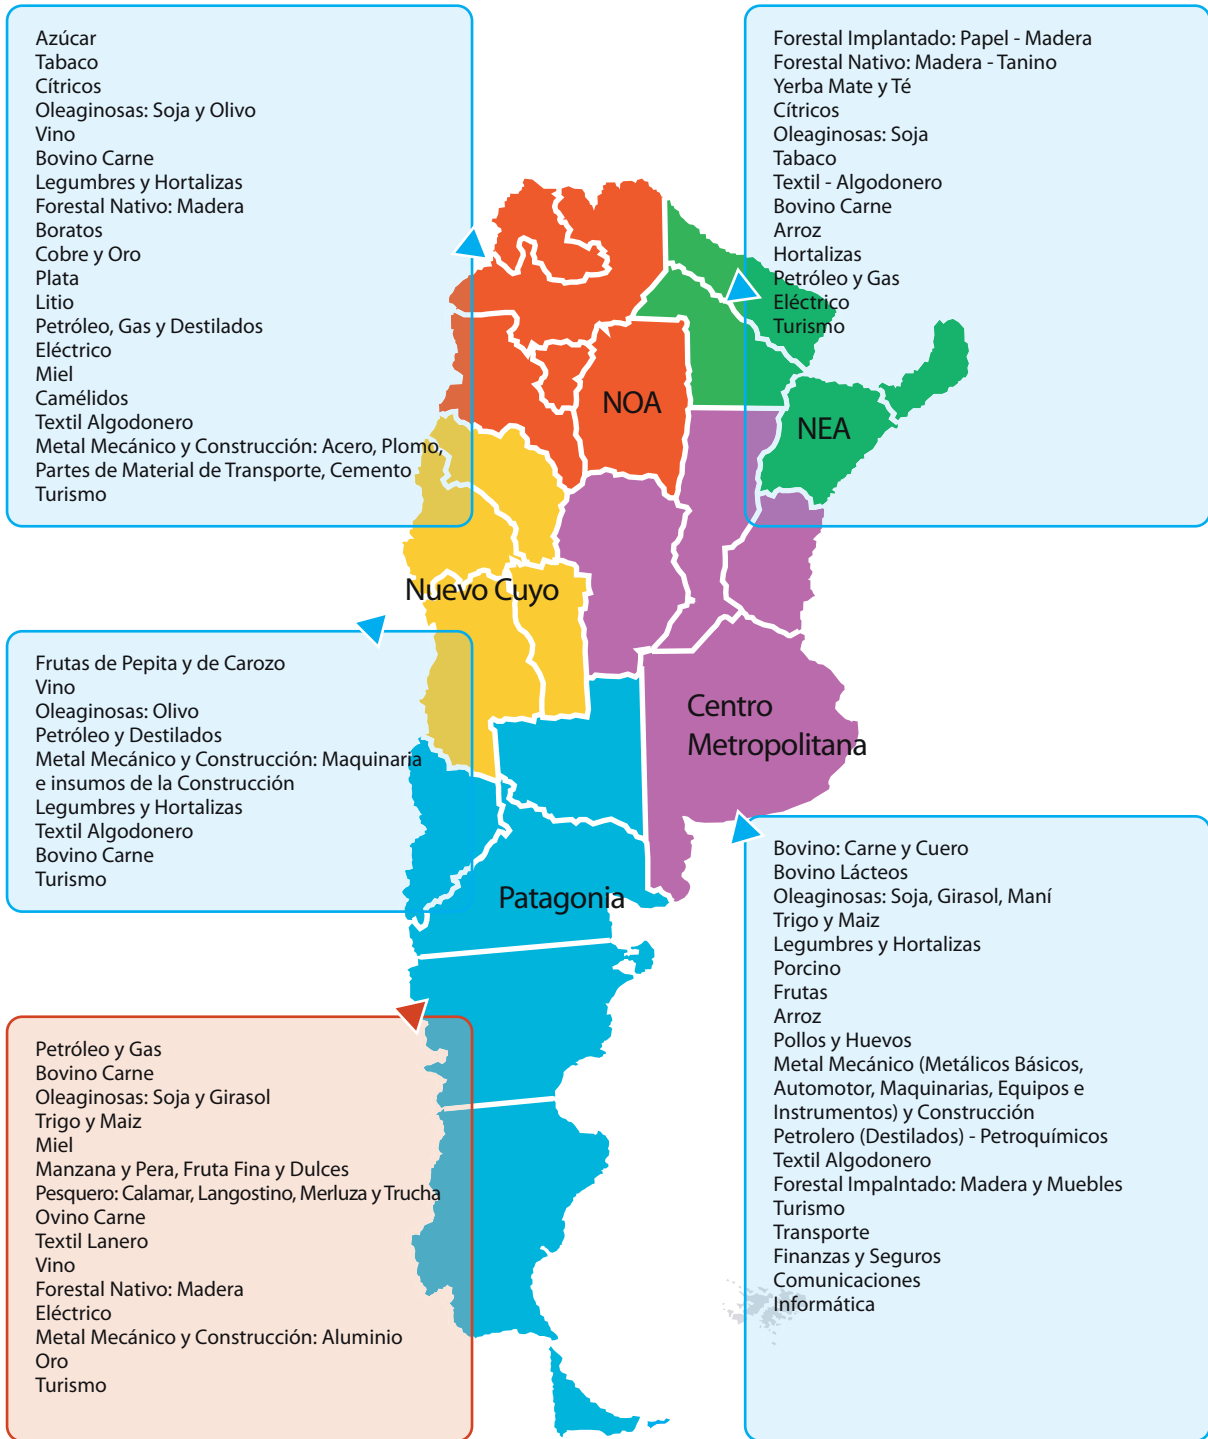 Azúcar
Tabaco
Cítricos
Oleaginosas: Soja y Olivo
Vino
Bovino Carne
Legumbres y Hortalizas
Forestal Nativo: Madera
Boratos
Cobre y Oro
Plata
Litio
Petróleo, Gas y Destilados
Eléctrico
Miel
Camélidos
Textil Algodonero
Metal Mecánico y Construcción: Acero, Plomo,
Partes de Material de Transporte, Cemento
Turismo
Forestal Implantado: Papel - Madera
Forestal Nativo: Madera - Tanino
Yerba Mate y Té
Cítricos
Oleaginosas: Soja
Tabaco
Textil - Algodonero
Bovino Carne
Arroz
Hortalizas
Petróleo y Gas
Eléctrico
Turismo
NOA
NEA
Nuevo Cuyo
Centro
Metropolitana
Patagonia
Frutas de Pepita y de Carozo
Vino
Oleaginosas: Olivo
Petróleo y Destilados
Metal Mecánico y Construcción: Maquinaria
e insumos de la Construcción
Legumbres y Hortalizas
Textil Algodonero
Bovino Carne
Turismo
Bovino: Carne y Cuero
Bovino Lácteos
Oleaginosas: Soja, Girasol, Maní
Trigo y Maiz
Legumbres y Hortalizas
Porcino
Frutas
Arroz
Pollos y Huevos
Metal Mecánico (Metálicos Básicos,
Automotor, Maquinarias, Equipos e
Instrumentos) y Construcción
Petrolero (Destilados) - Petroquímicos
Textil Algodonero
Forestal Impalntado: Madera y Muebles
Turismo
Transporte
Finanzas y Seguros
Comunicaciones
Informática
Petróleo y Gas
Bovino Carne
Oleaginosas: Soja y Girasol
Trigo y Maiz
Miel
Manzana y Pera, Fruta Fina y Dulces
Pesquero: Calamar, Langostino, Merluza y Trucha
Ovino Carne
Textil Lanero
Vino
Forestal Nativo: Madera
Eléctrico
Metal Mecánico y Construcción: Aluminio
Oro
Turismo